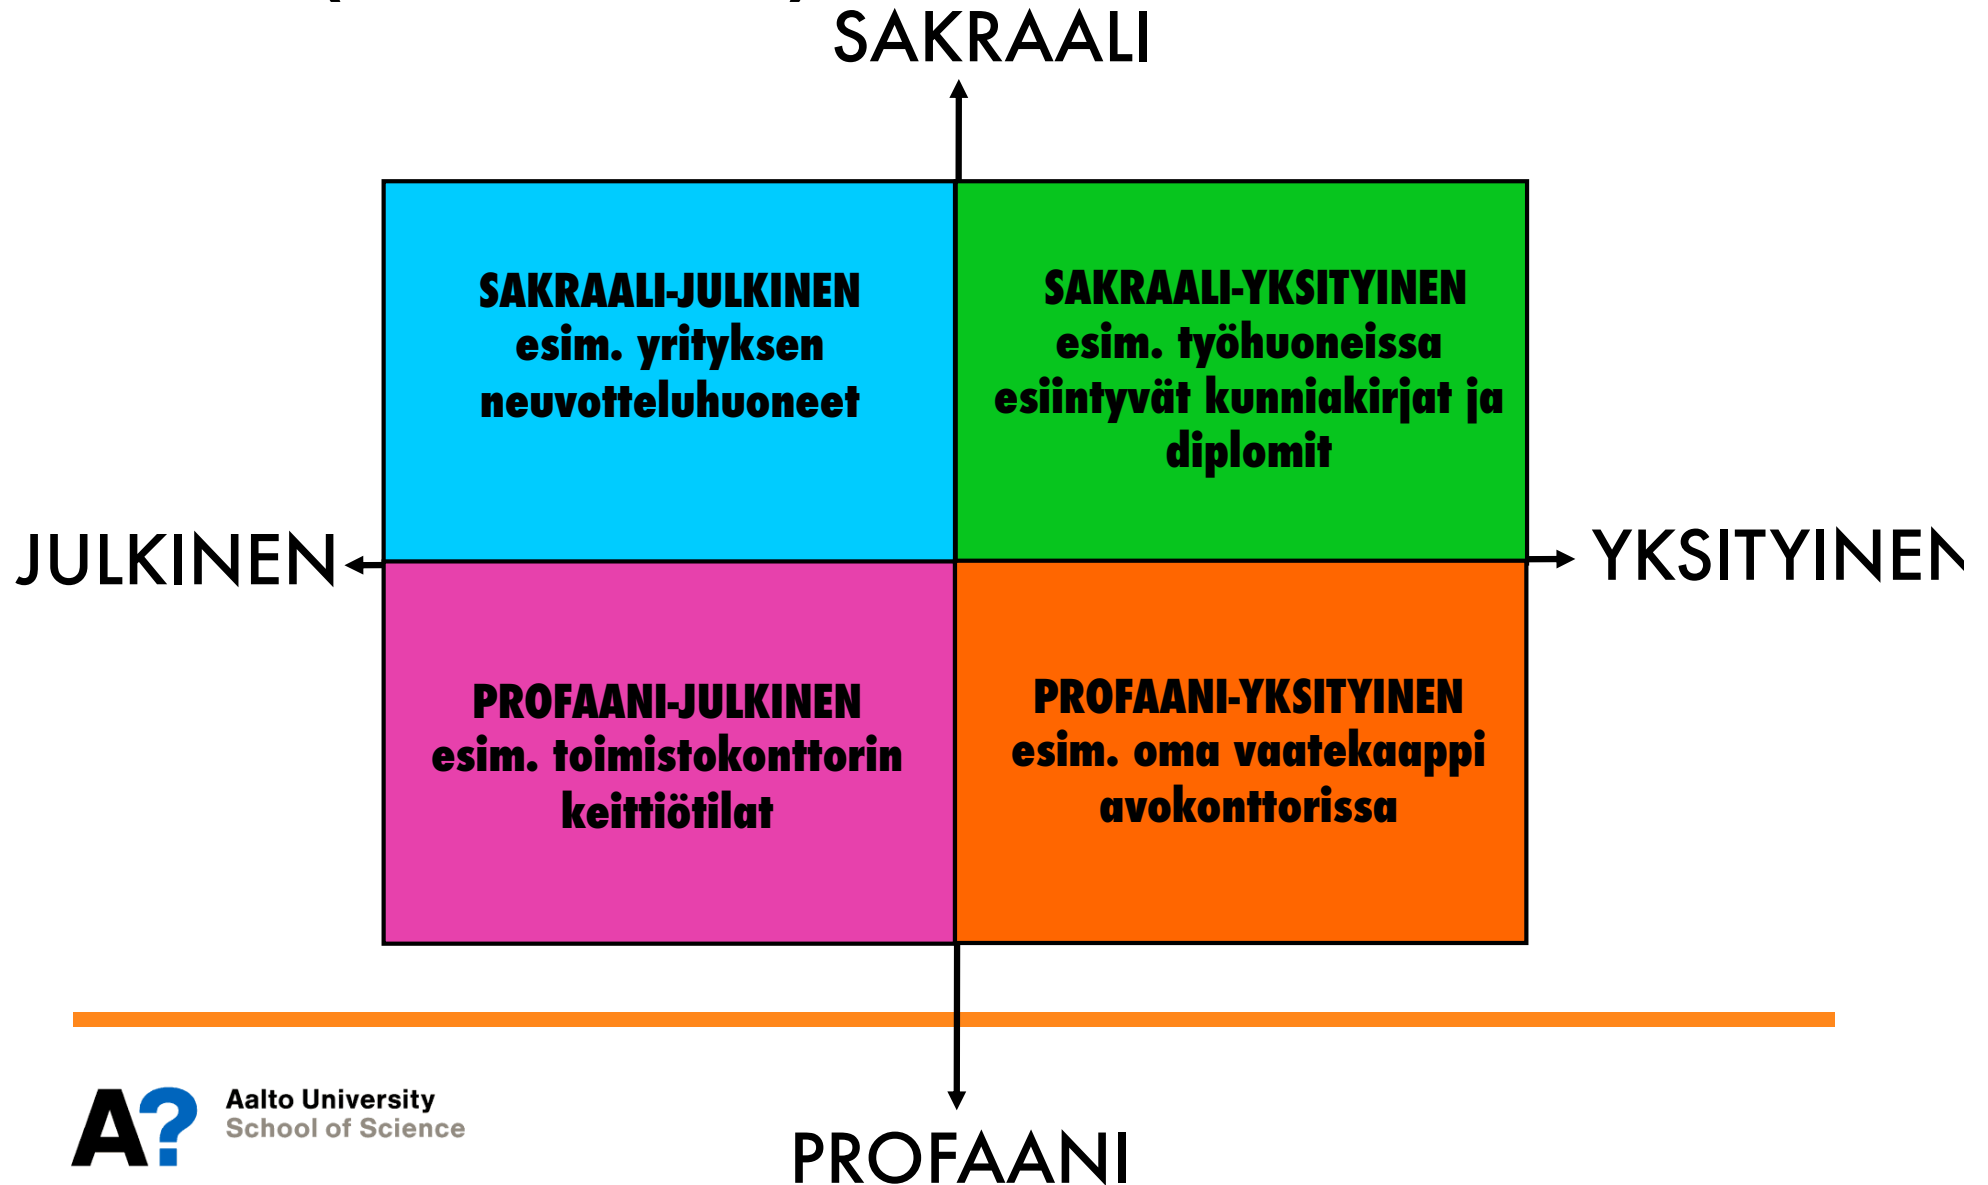 SAKRAALI
SAKRAALI-JULKINEN
esim. yrityksen
neuvotteluhuoneet
SAKRAALI-YKSITYINEN
esim. työhuoneissa
esiintyvät kunniakirjat ja
diplomit
JULKINEN
YKSITYINEN
PROFAANI-JULKINEN
esim. toimistokonttorin
keittiötilat
PROFAANI-YKSITYINEN
esim. oma vaatekaappi
avokonttorissa
A?
Aalto University
School of Science
PROFAANI